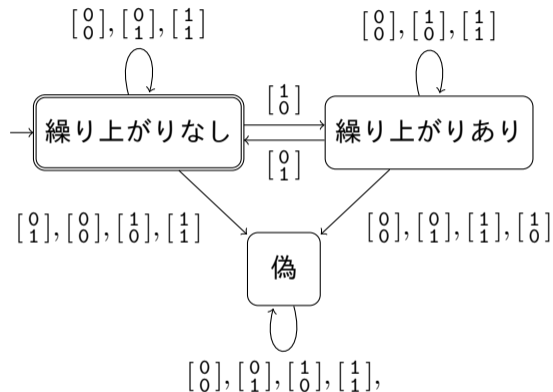 [0 0], [0 1], [1 1]
[0 0], [1 0], [1 1]
繰り上がりなし
[1 0]
繰り上がりあり
[0 1]
[0 1], [0 0], [1 0], [1 1]
[0 0], [0 1], [1 1], [1 0]
偽
[0 0], [0 1], [1 0], [1 1],